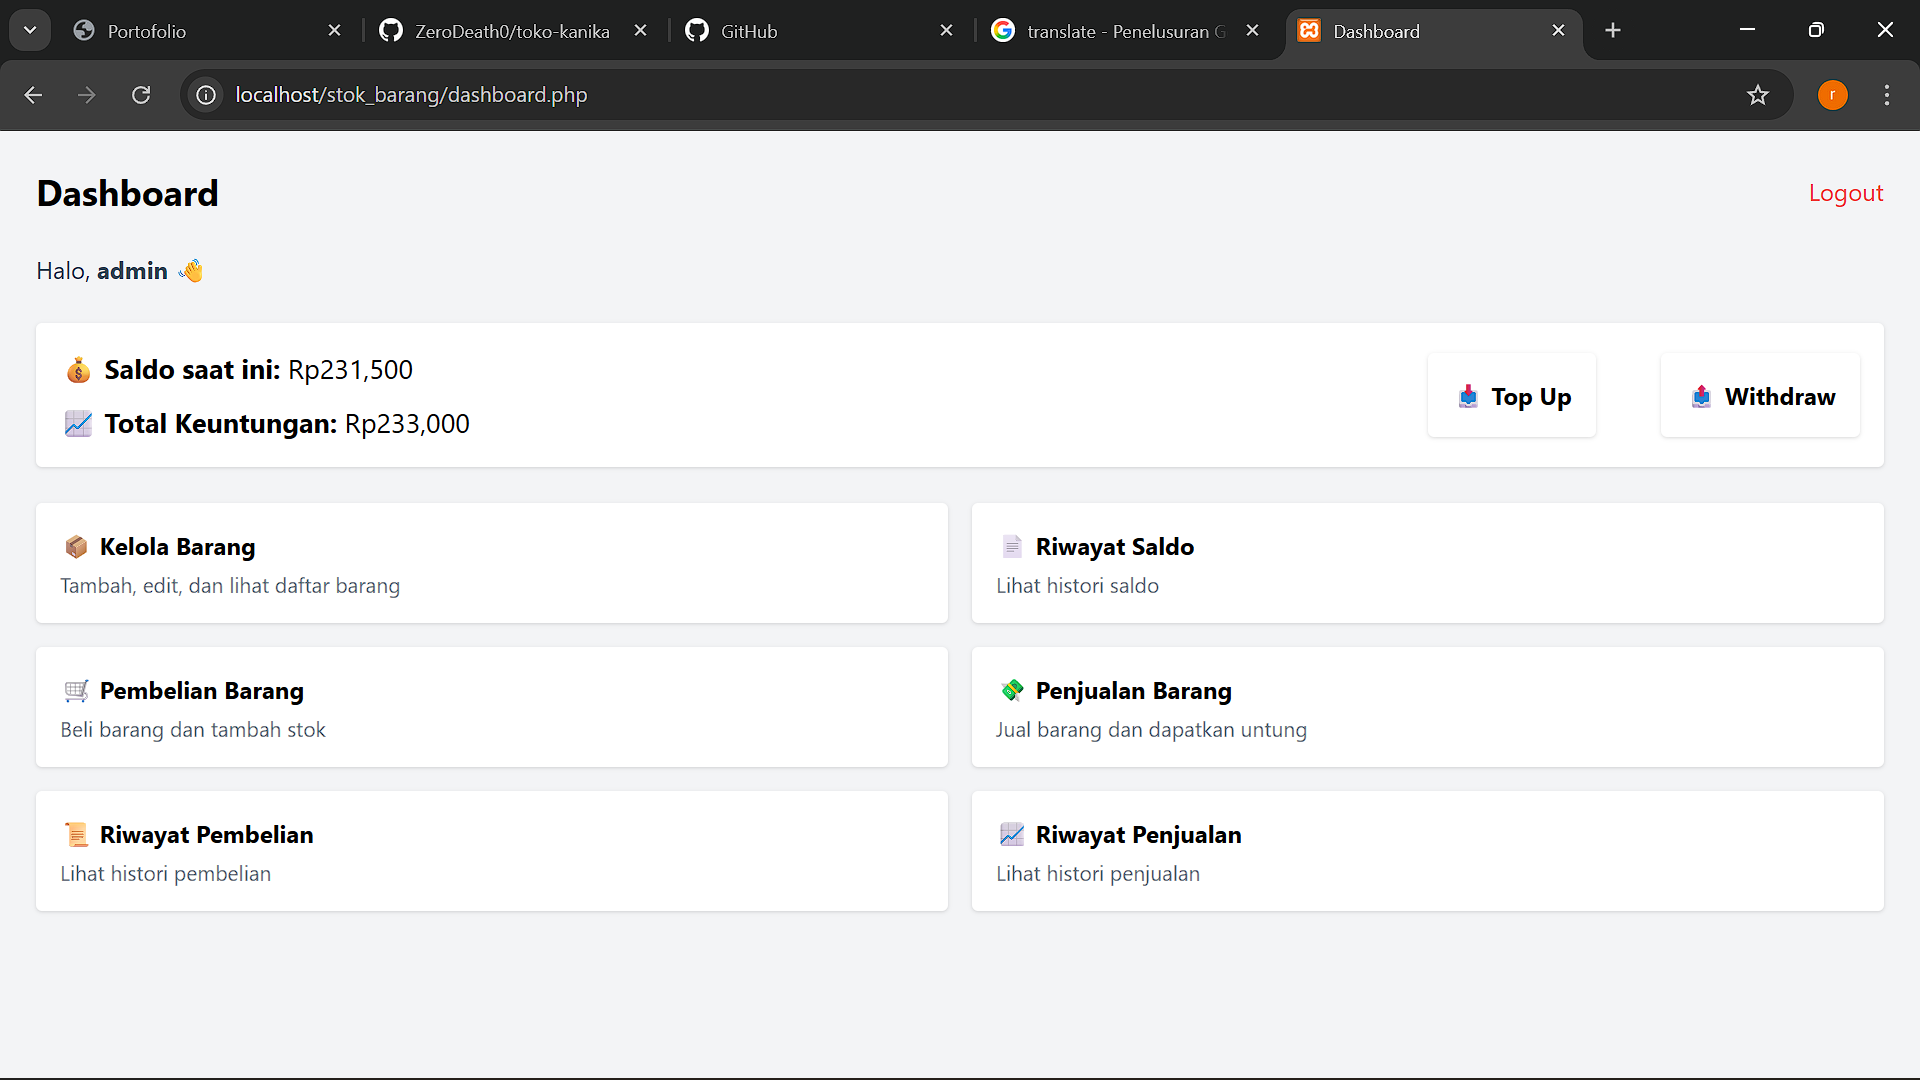 Portofolio
ZeroDeath0/toko-kanika
GitHub
translate - Penelusuran G
Dashboard
localhost/stok_barang/dashboard.php
r
Dashboard
Logout
Halo, admin 👋
💰 Saldo saat ini: Rp231,500
📈 Total Keuntungan: Rp233,000
📥 Top Up
📤 Withdraw
📦 Kelola Barang
Tambah, edit, dan lihat daftar barang
📄 Riwayat Saldo
Lihat histori saldo
🛒 Pembelian Barang
Beli barang dan tambah stok
💸 Penjualan Barang
Jual barang dan dapatkan untung
📜 Riwayat Pembelian
Lihat histori pembelian
📈 Riwayat Penjualan
Lihat histori penjualan